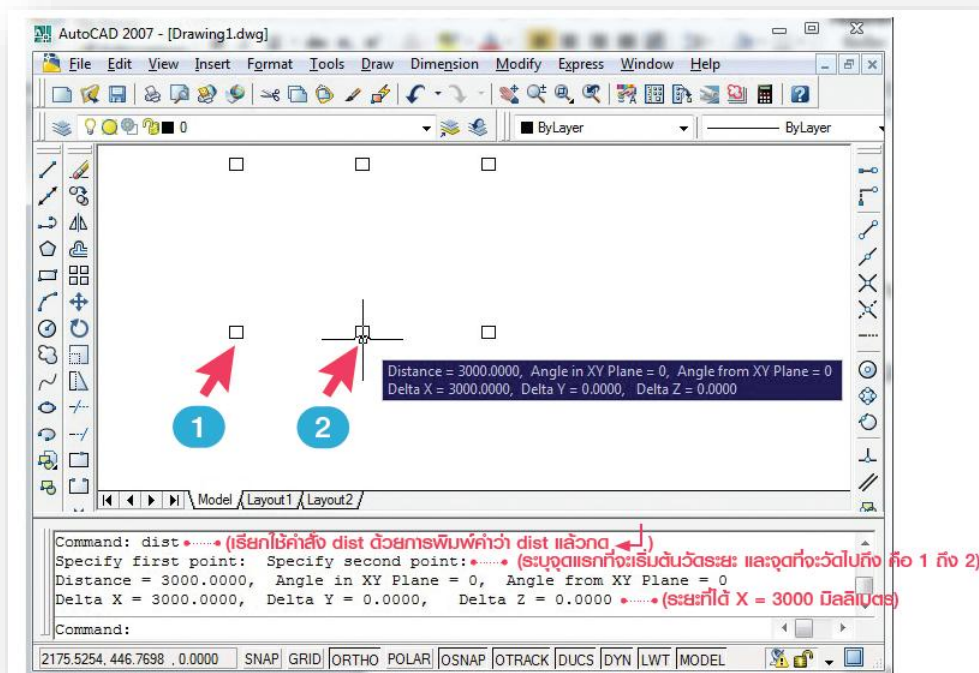 AutoCAD 2007 - [Drawing1.dwg]
File Edit View Insert Format Tools Draw Dimension Modify Express Window Help
0 ByLayer ByLayer
Distance = 3000.0000, Angle in XY Plane = 0, Angle from XY Plane = 0
Delta X = 3000.0000, Delta Y = 0.0000, Delta Z = 0.0000
1 2
Model Layout1 Layout2
Command: dist (เรียกใช้คำสั่ง dist ด้วยการพิมพ์คำว่า dist แล้วกด )
Specify first point: Specify second point: (ระบุจุดแรกที่จะเริ่มต้นวัดระยะ และจุดที่จะวัดไปถึง คือ 1 ถึง 2)
Distance = 3000.0000, Angle in XY Plane = 0, Angle from XY Plane = 0
Delta X = 3000.0000, Delta Y = 0.0000, Delta Z = 0.0000 (ระยะที่ได้ X = 3000 มิลลิเมตร)
Command:
2175.5254, 446.7698 , 0.0000 SNAP GRID ORTHO POLAR OSNAP OTRACK DUCS DYN LWT MODEL